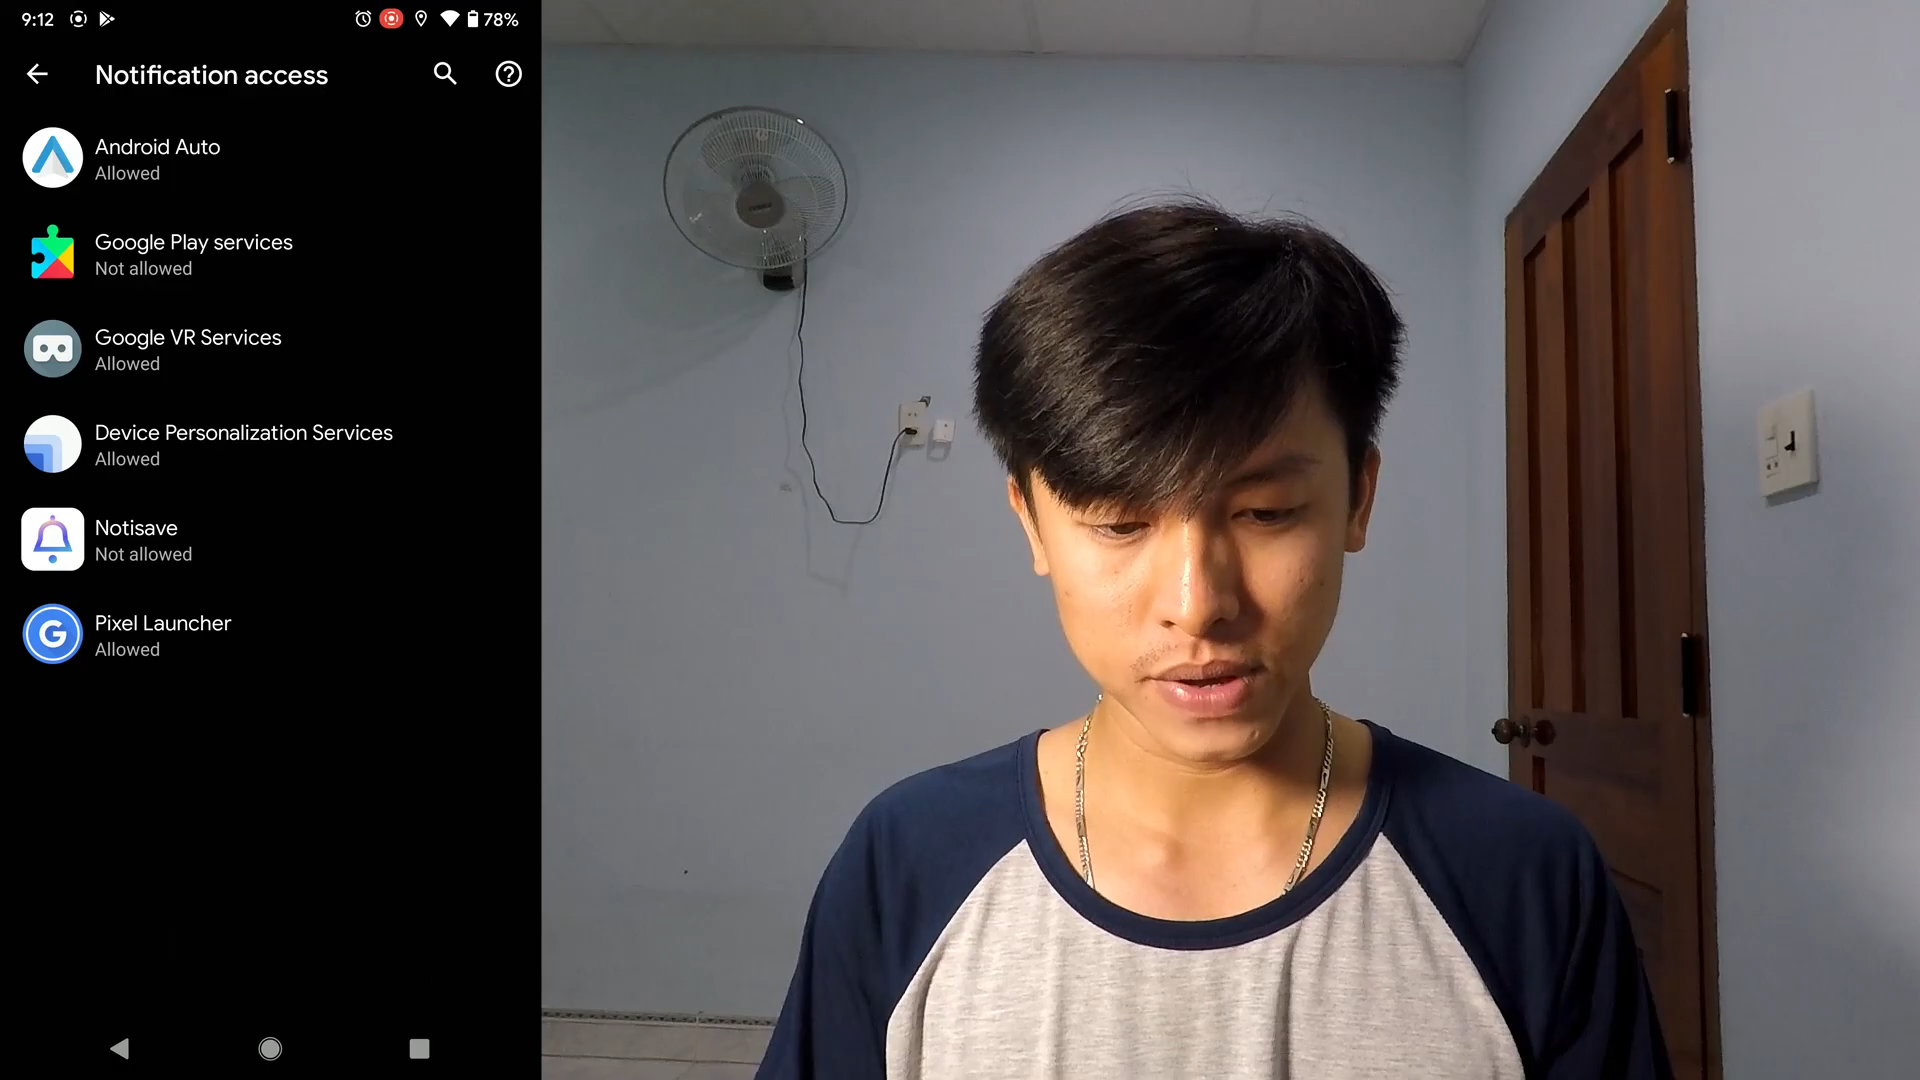 9:12 78%
Notification access
Android Auto
Allowed
Google Play services
Not allowed
Google VR Services
Allowed
Device Personalization Services
Allowed
Notisave
Not allowed
G
Pixel Launcher
Allowed